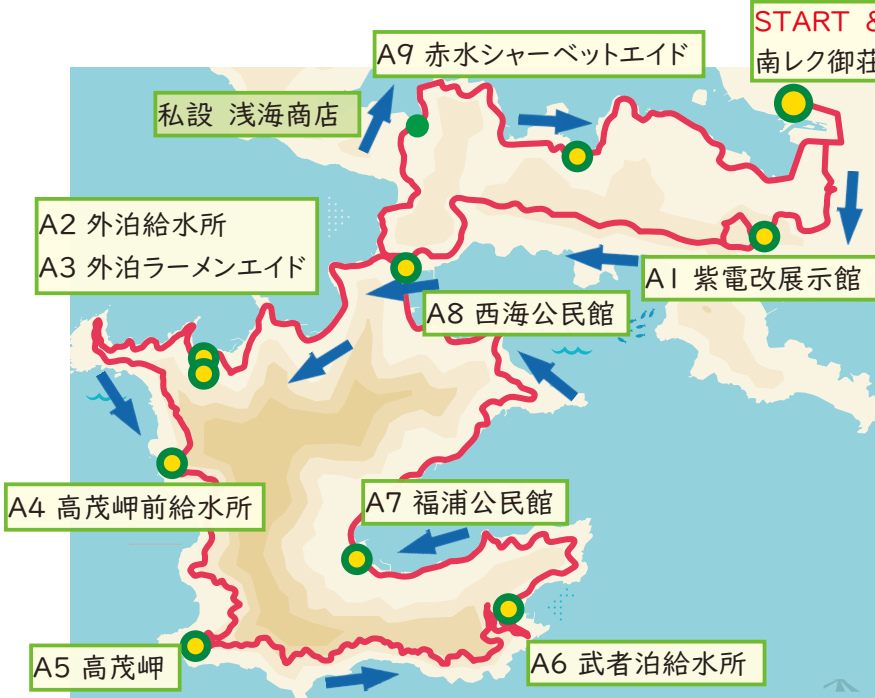 START &
南レク御荘
A9 赤水シャーベットエイド
私設 浅海商店
A2 外泊給水所
A3 外泊ラーメンエイド
A1 紫電改展示館
A8 西海公民館
A4 高茂岬前給水所
A7 福浦公民館
A5 高茂岬
A6 武者泊給水所